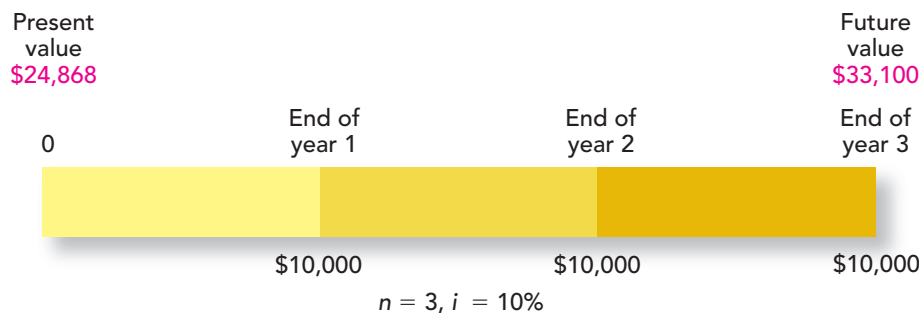 Present
value
$24,868
Future
value
$33,100
0
End of
year 1
End of
year 2
End of
year 3
$10,000
$10,000
$10,000
n = 3, i = 10%